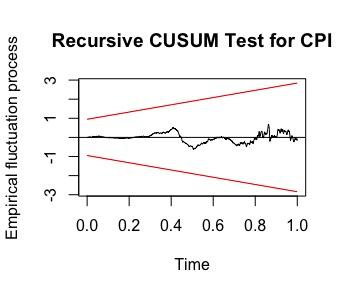 Recursive CUSUM Test for CPI
Empirical fluctuation process
3
1
-1
-3
0.0 0.2 0.4 0.6 0.8 1.0
Time